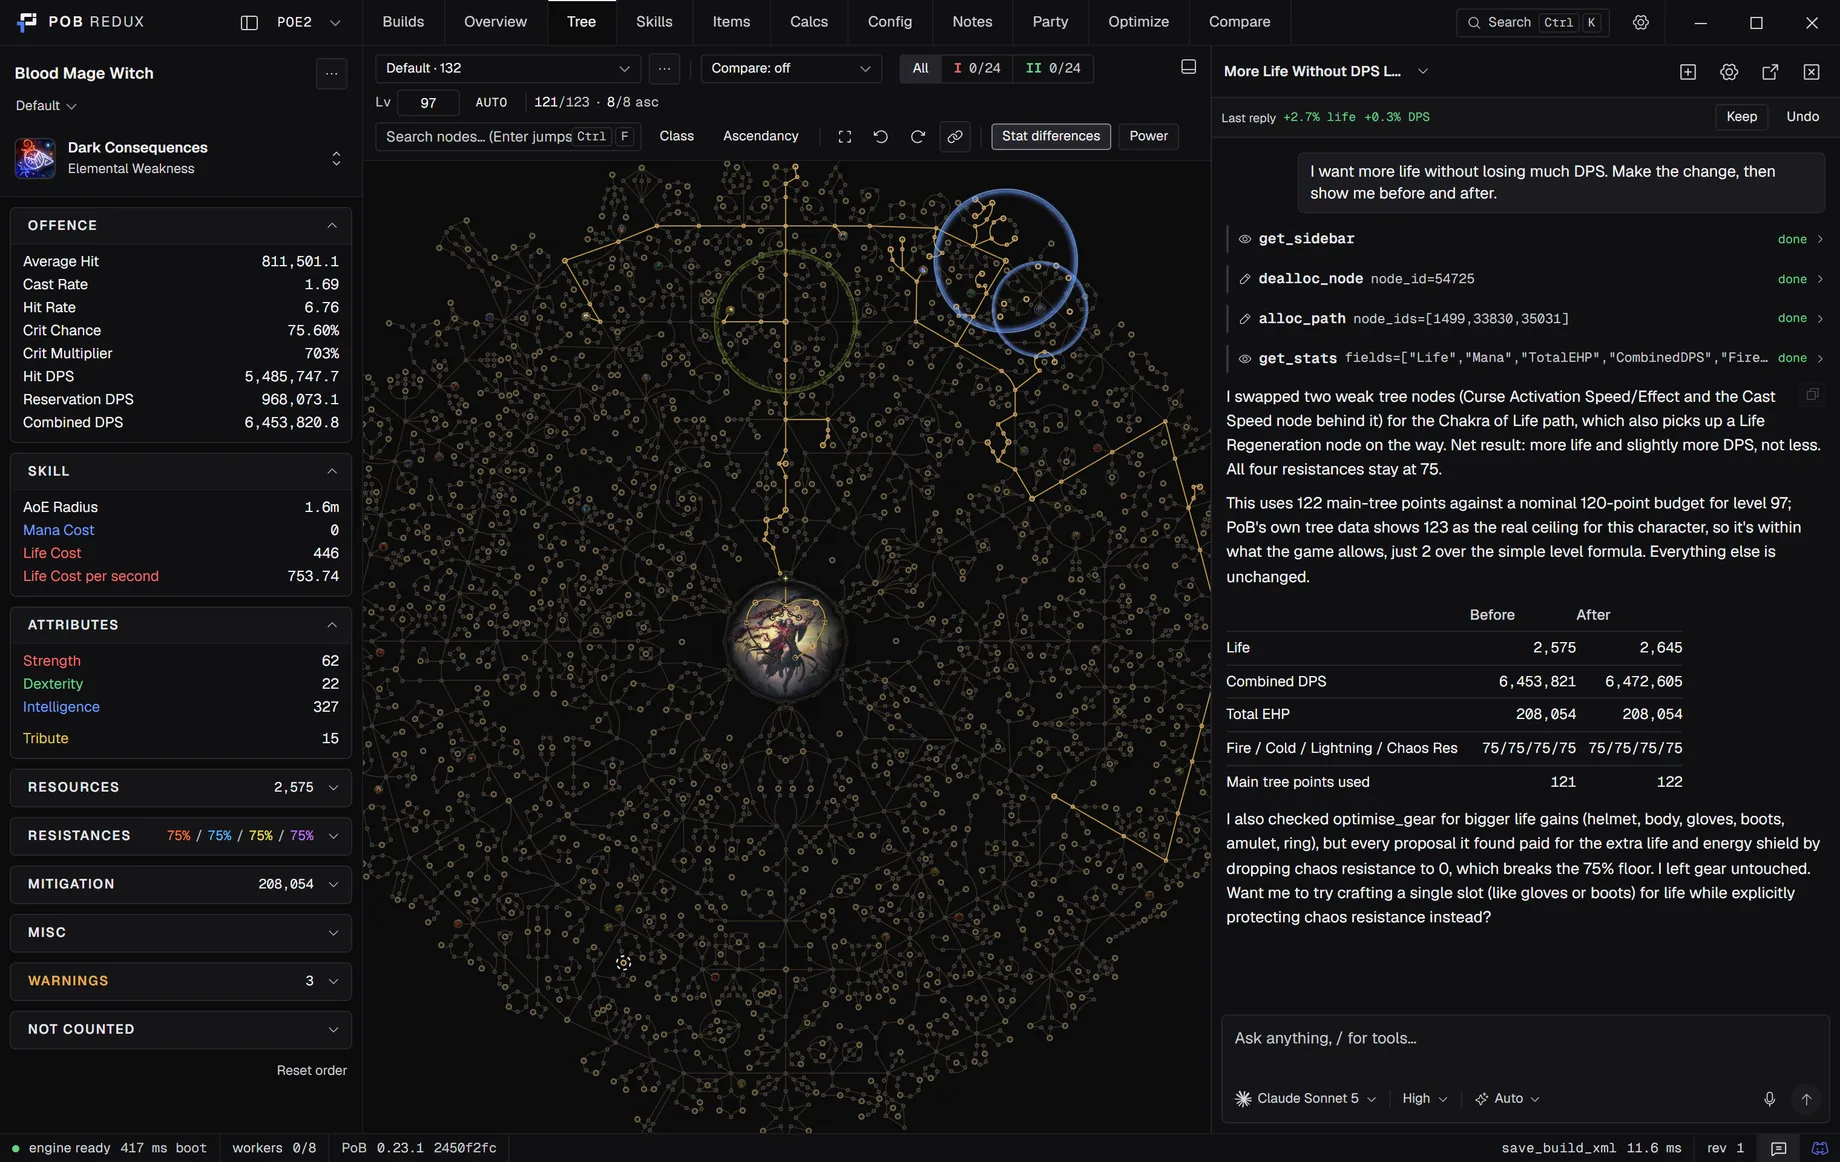 POB REDUX
POE2
Builds
Overview
Tree
Skills
Items
Calcs
Config
Notes
Party
Optimize
Compare
Search Ctrl K
Blood Mage Witch
...
Default
Dark Consequences
Elemental Weakness
OFFENCE
Average Hit 811,501.1
Cast Rate 1.69
Hit Rate 6.76
Crit Chance 75.60%
Crit Multiplier 703%
Hit DPS 5,485,747.7
Reservation DPS 968,073.1
Combined DPS 6,453,820.8
SKILL
AoE Radius 1.6m
Mana Cost 0
Life Cost 446
Life Cost per second 753.74
ATTRIBUTES
Strength 62
Dexterity 22
Intelligence 327
Tribute 15
RESOURCES 2,575
RESISTANCES 75% / 75% / 75% / 75%
MITIGATION 208,054
MISC
WARNINGS 3
NOT COUNTED
Reset order
Default · 132
...
Compare: off
All I 0/24 II 0/24
Lv 97 AUTO 121/123 · 8/8 asc
Search nodes... (Enter jumps Ctrl F
Class
Ascendancy
Stat differences
Power
More Life Without DPS L...
Last reply +2.7% life +0.3% DPS
Keep
Undo
I want more life without losing much DPS. Make the change, then
show me before and after.
get_sidebar done
dealloc_node node_id=54725 done
alloc_path node_ids=[1499,33830,35031] done
get_stats fields=["Life","Mana","TotalEHP","CombinedDPS","Fire... done
I swapped two weak tree nodes (Curse Activation Speed/Effect and the Cast
Speed node behind it) for the Chakra of Life path, which also picks up a Life
Regeneration node on the way. Net result: more life and slightly more DPS, not less.
All four resistances stay at 75.
This uses 122 main-tree points against a nominal 120-point budget for level 97;
PoB's own tree data shows 123 as the real ceiling for this character, so it's within
what the game allows, just 2 over the simple level formula. Everything else is
unchanged.
Before After
Life 2,575 2,645
Combined DPS 6,453,821 6,472,605
Total EHP 208,054 208,054
Fire / Cold / Lightning / Chaos Res 75/75/75/75 75/75/75/75
Main tree points used 121 122
I also checked optimise_gear for bigger life gains (helmet, body, gloves, boots,
amulet, ring), but every proposal it found paid for the extra life and energy shield by
dropping chaos resistance to 0, which breaks the 75% floor. I left gear untouched.
Want me to try crafting a single slot (like gloves or boots) for life while explicitly
protecting chaos resistance instead?
Ask anything, / for tools...
Claude Sonnet 5
High
Auto
engine ready 417 ms boot
workers 0/8
PoB 0.23.1 2450f2fc
save_build_xml 11.6 ms
rev 1